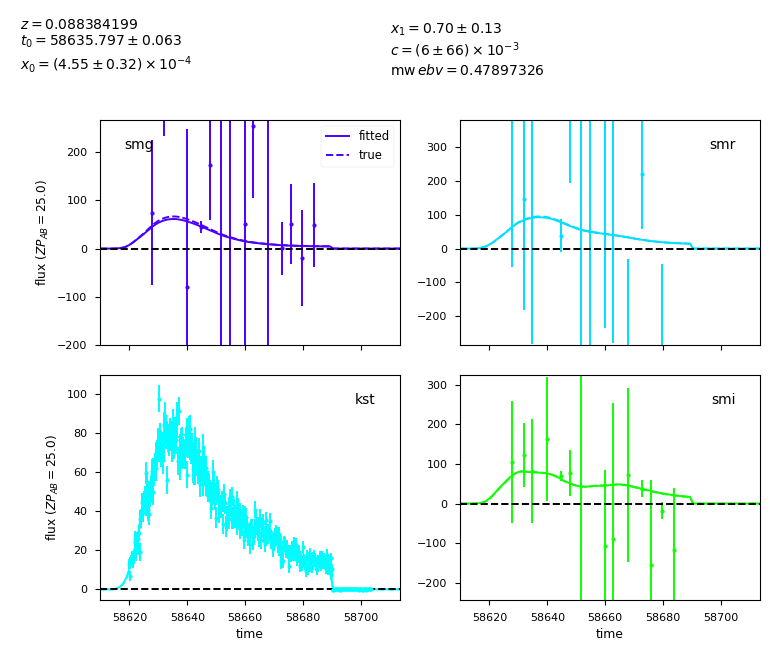 z = 0.088384199
t₀ = 58635.797 ± 0.063
x₀ = (4.55 ± 0.32) × 10⁻⁴
x₁ = 0.70 ± 0.13
c = (6 ± 66) × 10⁻³
mw ebv = 0.47897326
smg
fitted
true
200
100
0
−100
−200
flux (ZP_AB = 25.0)
smr
300
200
100
0
−100
−200
kst
100
80
60
40
20
0
flux (ZP_AB = 25.0)
58620 58640 58660 58680 58700
time
smi
300
200
100
0
−100
−200
58620 58640 58660 58680 58700
time